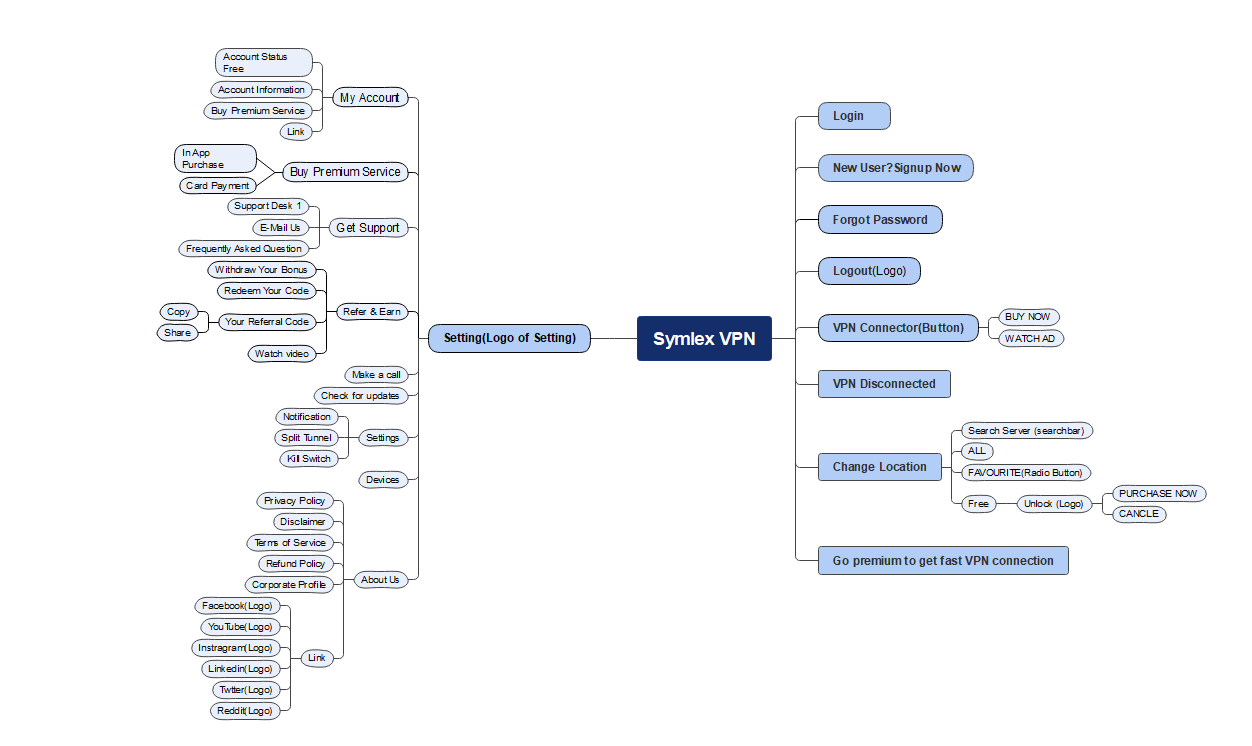 Account Status
Free
Account Information
Buy Premium Service
Link
My Account
In App
Purchase
Card Payment
Buy Premium Service
Support Desk 1
E-Mail Us
Frequently Asked Question
Get Support
Withdraw Your Bonus
Redeem Your Code
Copy
Share
Your Referral Code
Watch video
Refer & Earn
Make a call
Check for updates
Notification
Split Tunnel
Kill Switch
Settings
Devices
Privacy Policy
Disclaimer
Terms of Service
Refund Policy
Corporate Profile
Facebook(Logo)
YouTube(Logo)
Instragram(Logo)
Linkedin(Logo)
Twtter(Logo)
Reddit(Logo)
Link
About Us
Setting(Logo of Setting)
Symlex VPN
Login
New User?Signup Now
Forgot Password
Logout(Logo)
VPN Connector(Button)
BUY NOW
WATCH AD
VPN Disconnected
Change Location
Search Server (searchbar)
ALL
FAVOURITE(Radio Button)
Free
Unlock (Logo)
PURCHASE NOW
CANCLE
Go premium to get fast VPN connection